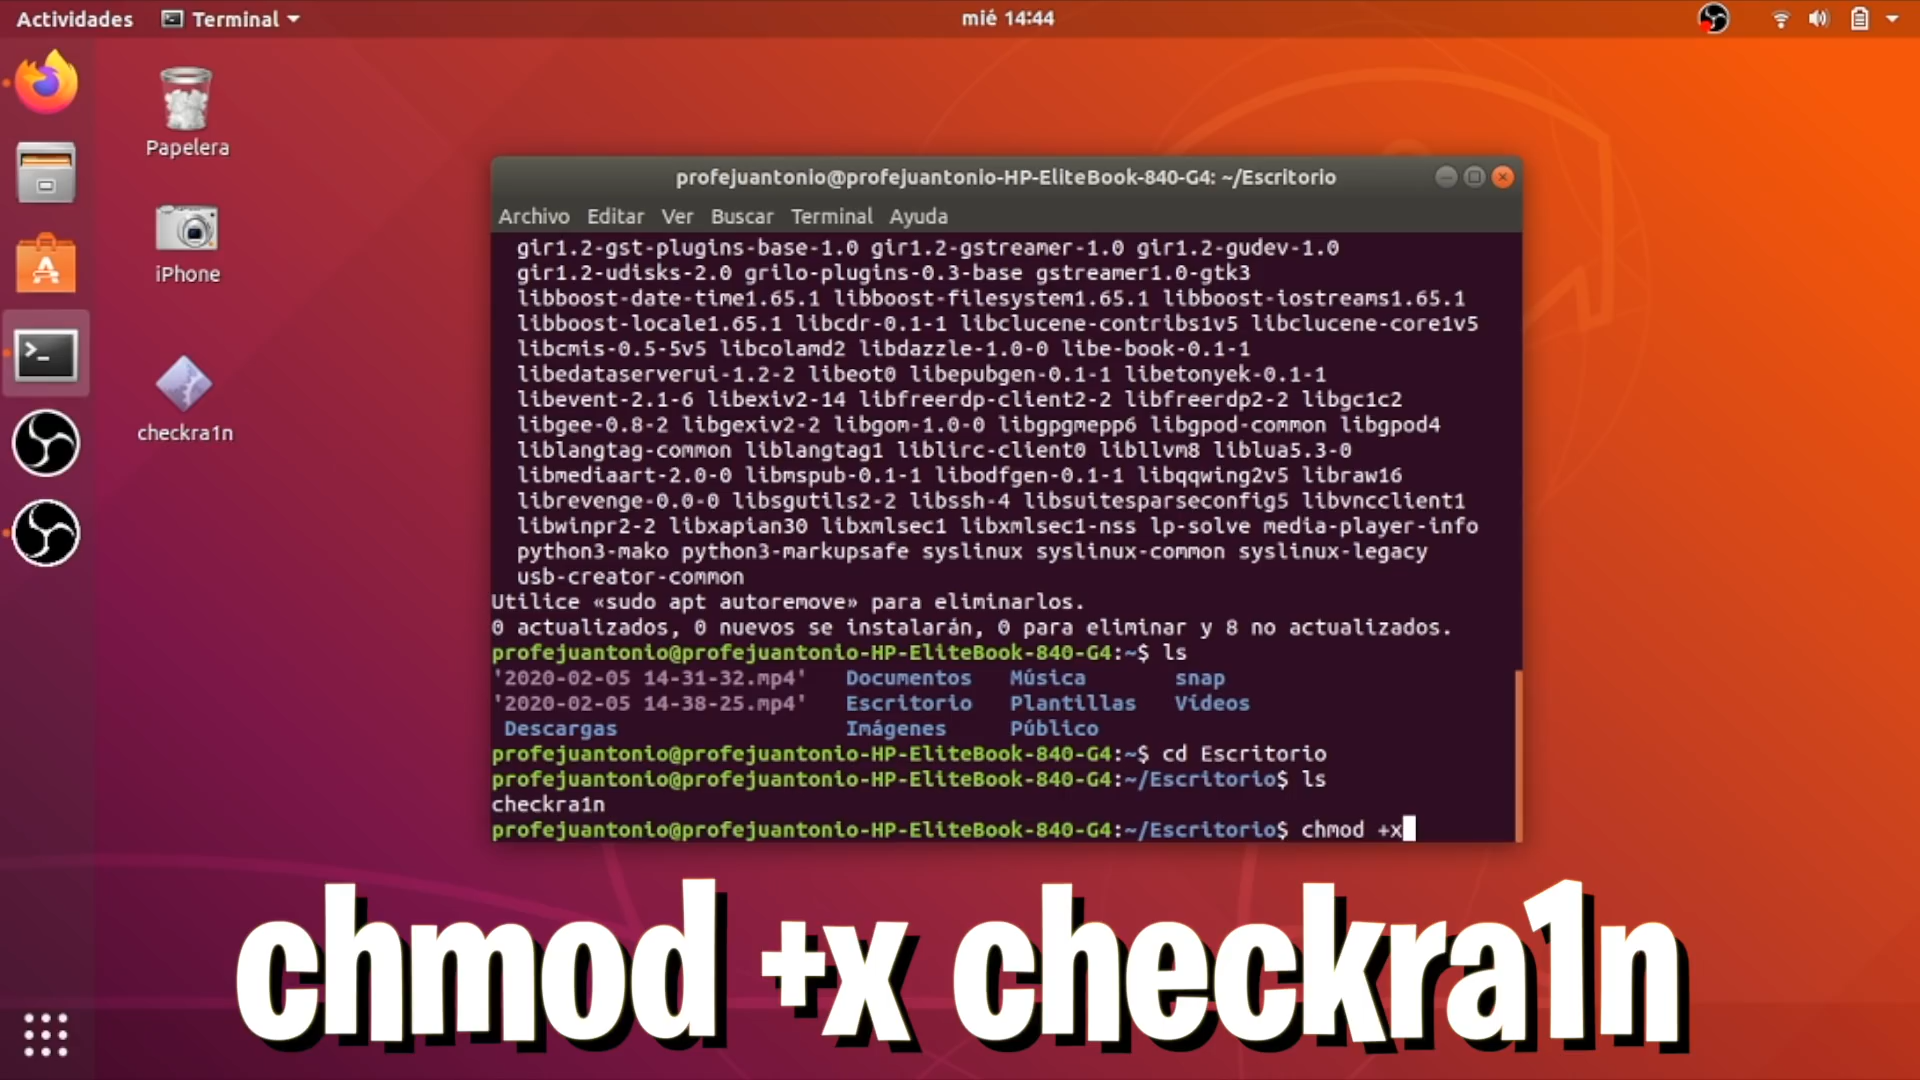 Actividades
Terminal
mié 14:44
Papelera
iPhone
checkra1n
profejuantonio@profejuantonio-HP-EliteBook-840-G4: ~/Escritorio
Archivo Editar Ver Buscar Terminal Ayuda
gir1.2-gst-plugins-base-1.0 gir1.2-gstreamer-1.0 gir1.2-gudev-1.0
gir1.2-udisks-2.0 grilo-plugins-0.3-base gstreamer1.0-gtk3
libboost-date-time1.65.1 libboost-filesystem1.65.1 libboost-iostreams1.65.1
libboost-locale1.65.1 libcdr-0.1-1 libclucene-contribs1v5 libclucene-core1v5
libcmis-0.5-5v5 libcolamd2 libdazzle-1.0-0 libe-book-0.1-1
libedataserverui-1.2-2 libeot0 libepubgen-0.1-1 libetonyek-0.1-1
libevent-2.1-6 libexiv2-14 libfreerdp-client2-2 libfreerdp2-2 libgc1c2
libgee-0.8-2 libgexiv2-2 libgom-1.0-0 libgpgmepp6 libgpod-common libgpod4
liblangtag-common liblangtag1 liblirc-client0 libllvm8 liblua5.3-0
libmediaart-2.0-0 libmspub-0.1-1 libodfgen-0.1-1 libqqwing2v5 libraw16
librevenge-0.0-0 libsgutils2-2 libssh-4 libsuitesparseconfig5 libvncclient1
libwinpr2-2 libxapian30 libxmlsec1 libxmlsec1-nss lp-solve media-player-info
python3-mako python3-markupsafe syslinux syslinux-common syslinux-legacy
usb-creator-common
Utilice «sudo apt autoremove» para eliminarlos.
0 actualizados, 0 nuevos se instalarán, 0 para eliminar y 8 no actualizados.
profejuantonio@profejuantonio-HP-EliteBook-840-G4:~$ ls
'2020-02-05 14-31-32.mp4' Documentos Música snap
'2020-02-05 14-38-25.mp4' Escritorio Plantillas Vídeos
Descargas Imágenes Público
profejuantonio@profejuantonio-HP-EliteBook-840-G4:~$ cd Escritorio
profejuantonio@profejuantonio-HP-EliteBook-840-G4:~/Escritorio$ ls
checkra1n
profejuantonio@profejuantonio-HP-EliteBook-840-G4:~/Escritorio$ chmod +x
chmod +x checkra1n